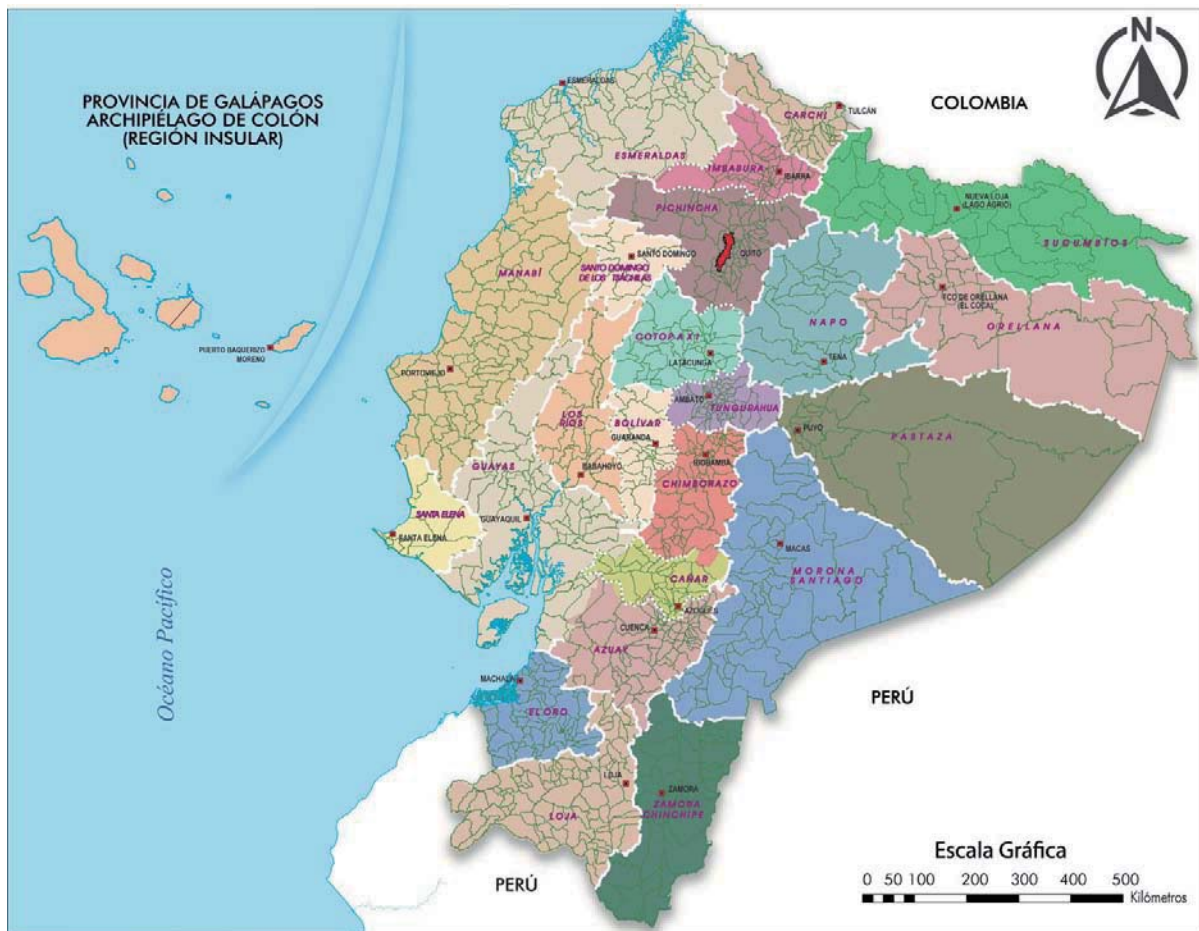 PROVINCIA DE GALÁPAGOS
ARCHIPIÉLAGO DE COLÓN
(REGIÓN INSULAR)
N
COLOMBIA
ESMERALDAS
TULCÁN
CARCHI
ESMERALDAS
IMBABURA
IBARRA
PICHINCHA
NUEVA LOJA
(LAGO AGRIO)
SUCUMBÍOS
QUITO
SANTO DOMINGO
SANTO DOMINGO
DE LOS TSÁCHILAS
MANABÍ
FCO DE ORELLANA
(EL COCA)
ORELLANA
NAPO
COTOPAXI
LATACUNGA
TENA
PUERTO BAQUERIZO
MORENO
PORTOVIEJO
AMBATO
TUNGURAHUA
LOS
RÍOS
BOLÍVAR
GUARANDA
PUYO
PASTAZA
RIOBAMBA
GUAYAS
BABAHOYO
CHIMBORAZO
SANTA ELENA
GUAYAQUIL
SANTA ELENA
MACAS
MORONA
SANTIAGO
CAÑAR
AZOGUES
CUENCA
AZUAY
Océano Pacífico
MACHALA
EL ORO
PERÚ
LOJA
ZAMORA
ZAMORA
CHINCHIPE
LOJA
PERÚ
Escala Gráfica
0 50 100 200 300 400 500
Kilómetros